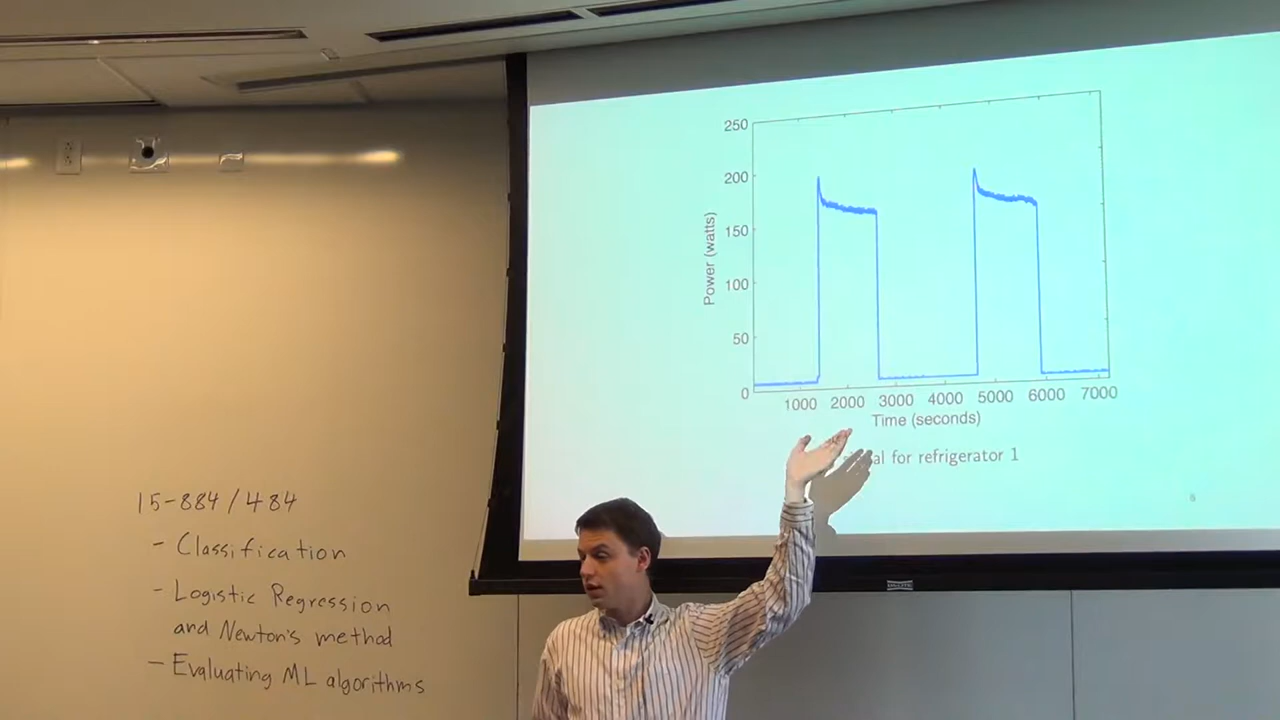 250
200
150
100
50
0
Power (watts)
1000 2000 3000 4000 5000 6000 7000
Time (seconds)
for refrigerator 1
15-884/484
- Classification
- Logistic Regression
and Newton's method
- Evaluating ML algorithms